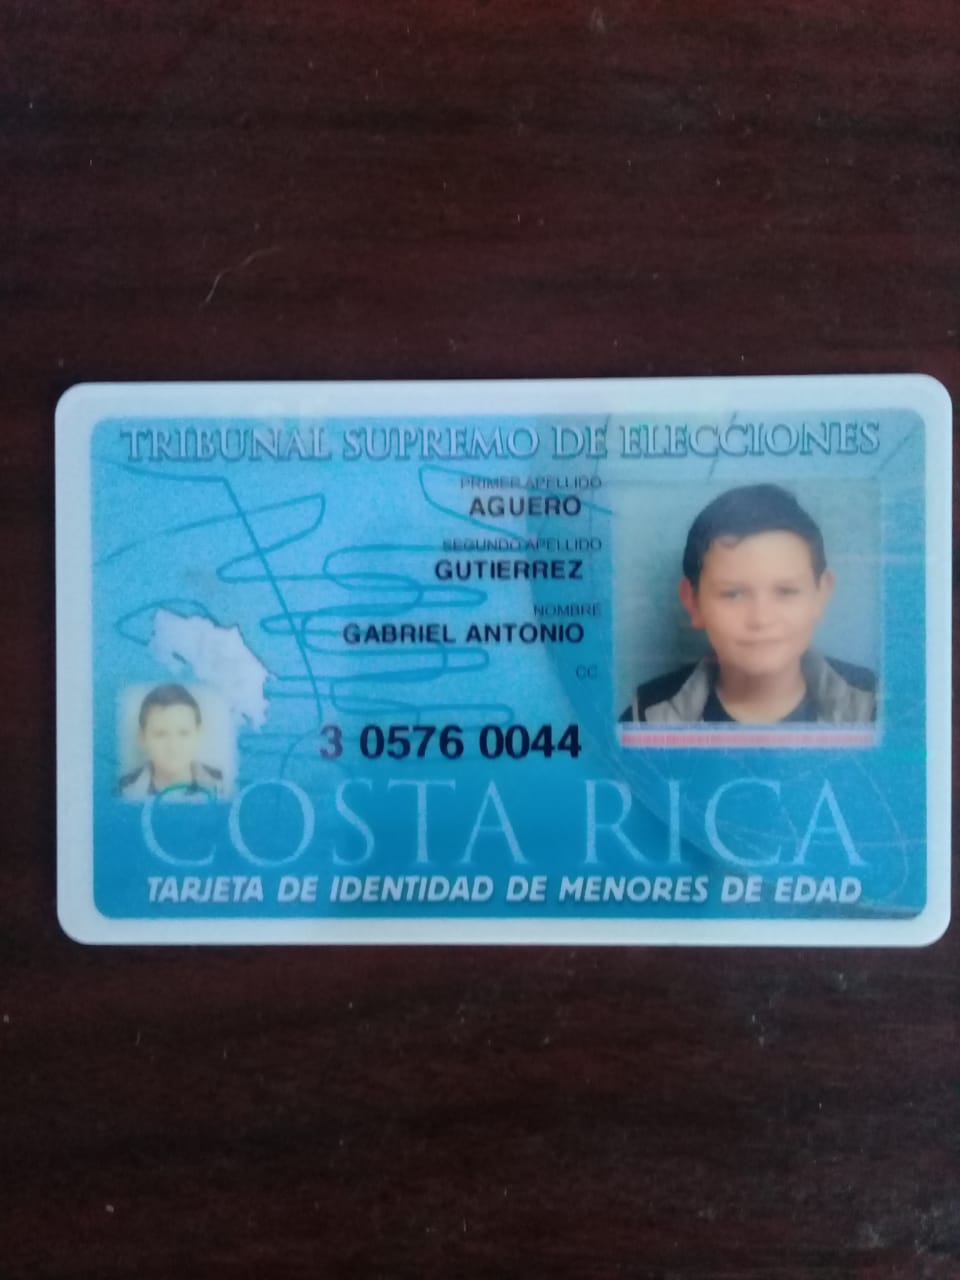 TRIBUNAL SUPREMO DE ELECCIONES
PRIMER APELLIDO
AGUERO
SEGUNDO APELLIDO
GUTIERREZ
NOMBRE
GABRIEL ANTONIO
CC
3 0576 0044
COSTA RICA
TARJETA DE IDENTIDAD DE MENORES DE EDAD